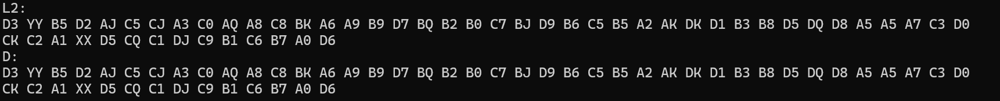 L2:
D3 YY B5 D2 AJ C5 CJ A3 C0 AQ A8 C8 BK A6 A9 B9 D7 BQ B2 B0 C7 BJ D9 B6 C5 B5 A2 AK DK D1 B3 B8 D5 DQ D8 A5 A5 A7 C3 D0
CK C2 A1 XX D5 CQ C1 DJ C9 B1 C6 B7 A0 D6
D:
D3 YY B5 D2 AJ C5 CJ A3 C0 AQ A8 C8 BK A6 A9 B9 D7 BQ B2 B0 C7 BJ D9 B6 C5 B5 A2 AK DK D1 B3 B8 D5 DQ D8 A5 A5 A7 C3 D0
CK C2 A1 XX D5 CQ C1 DJ C9 B1 C6 B7 A0 D6